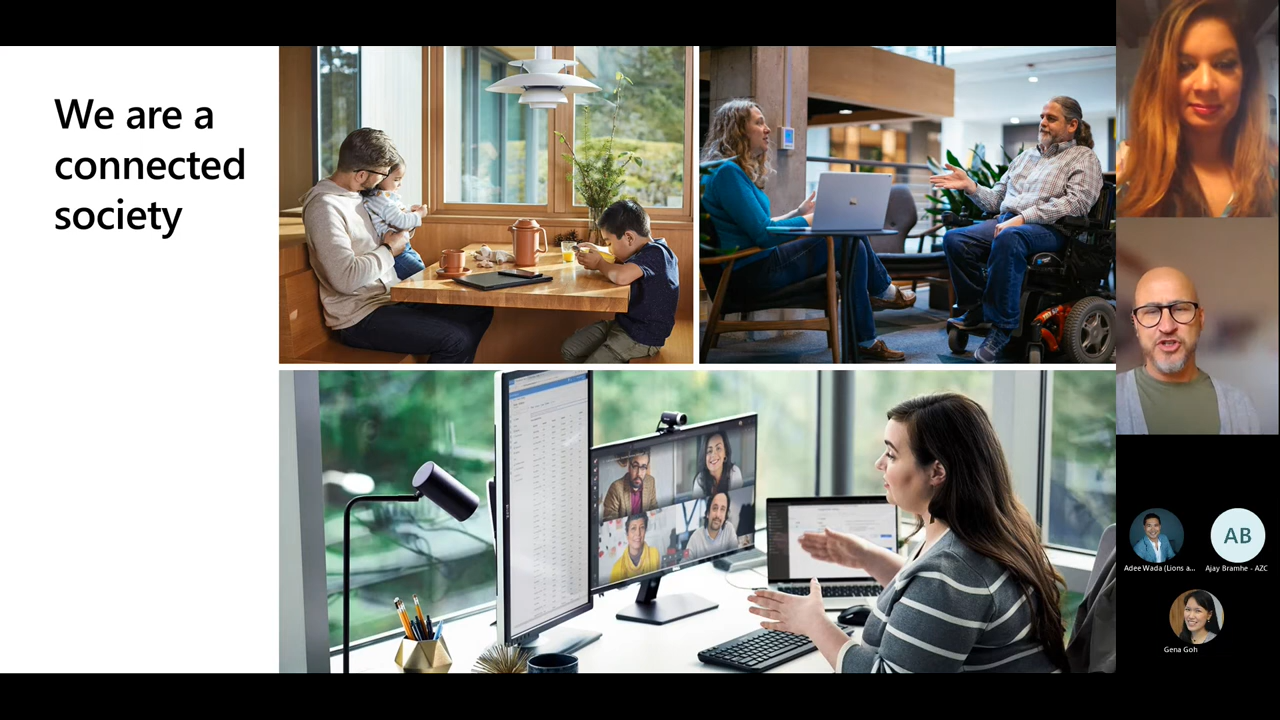 We are a
connected
society
AB
Adee Wada (Lions a...
Ajay Bramhe - AZC
Gena Goh